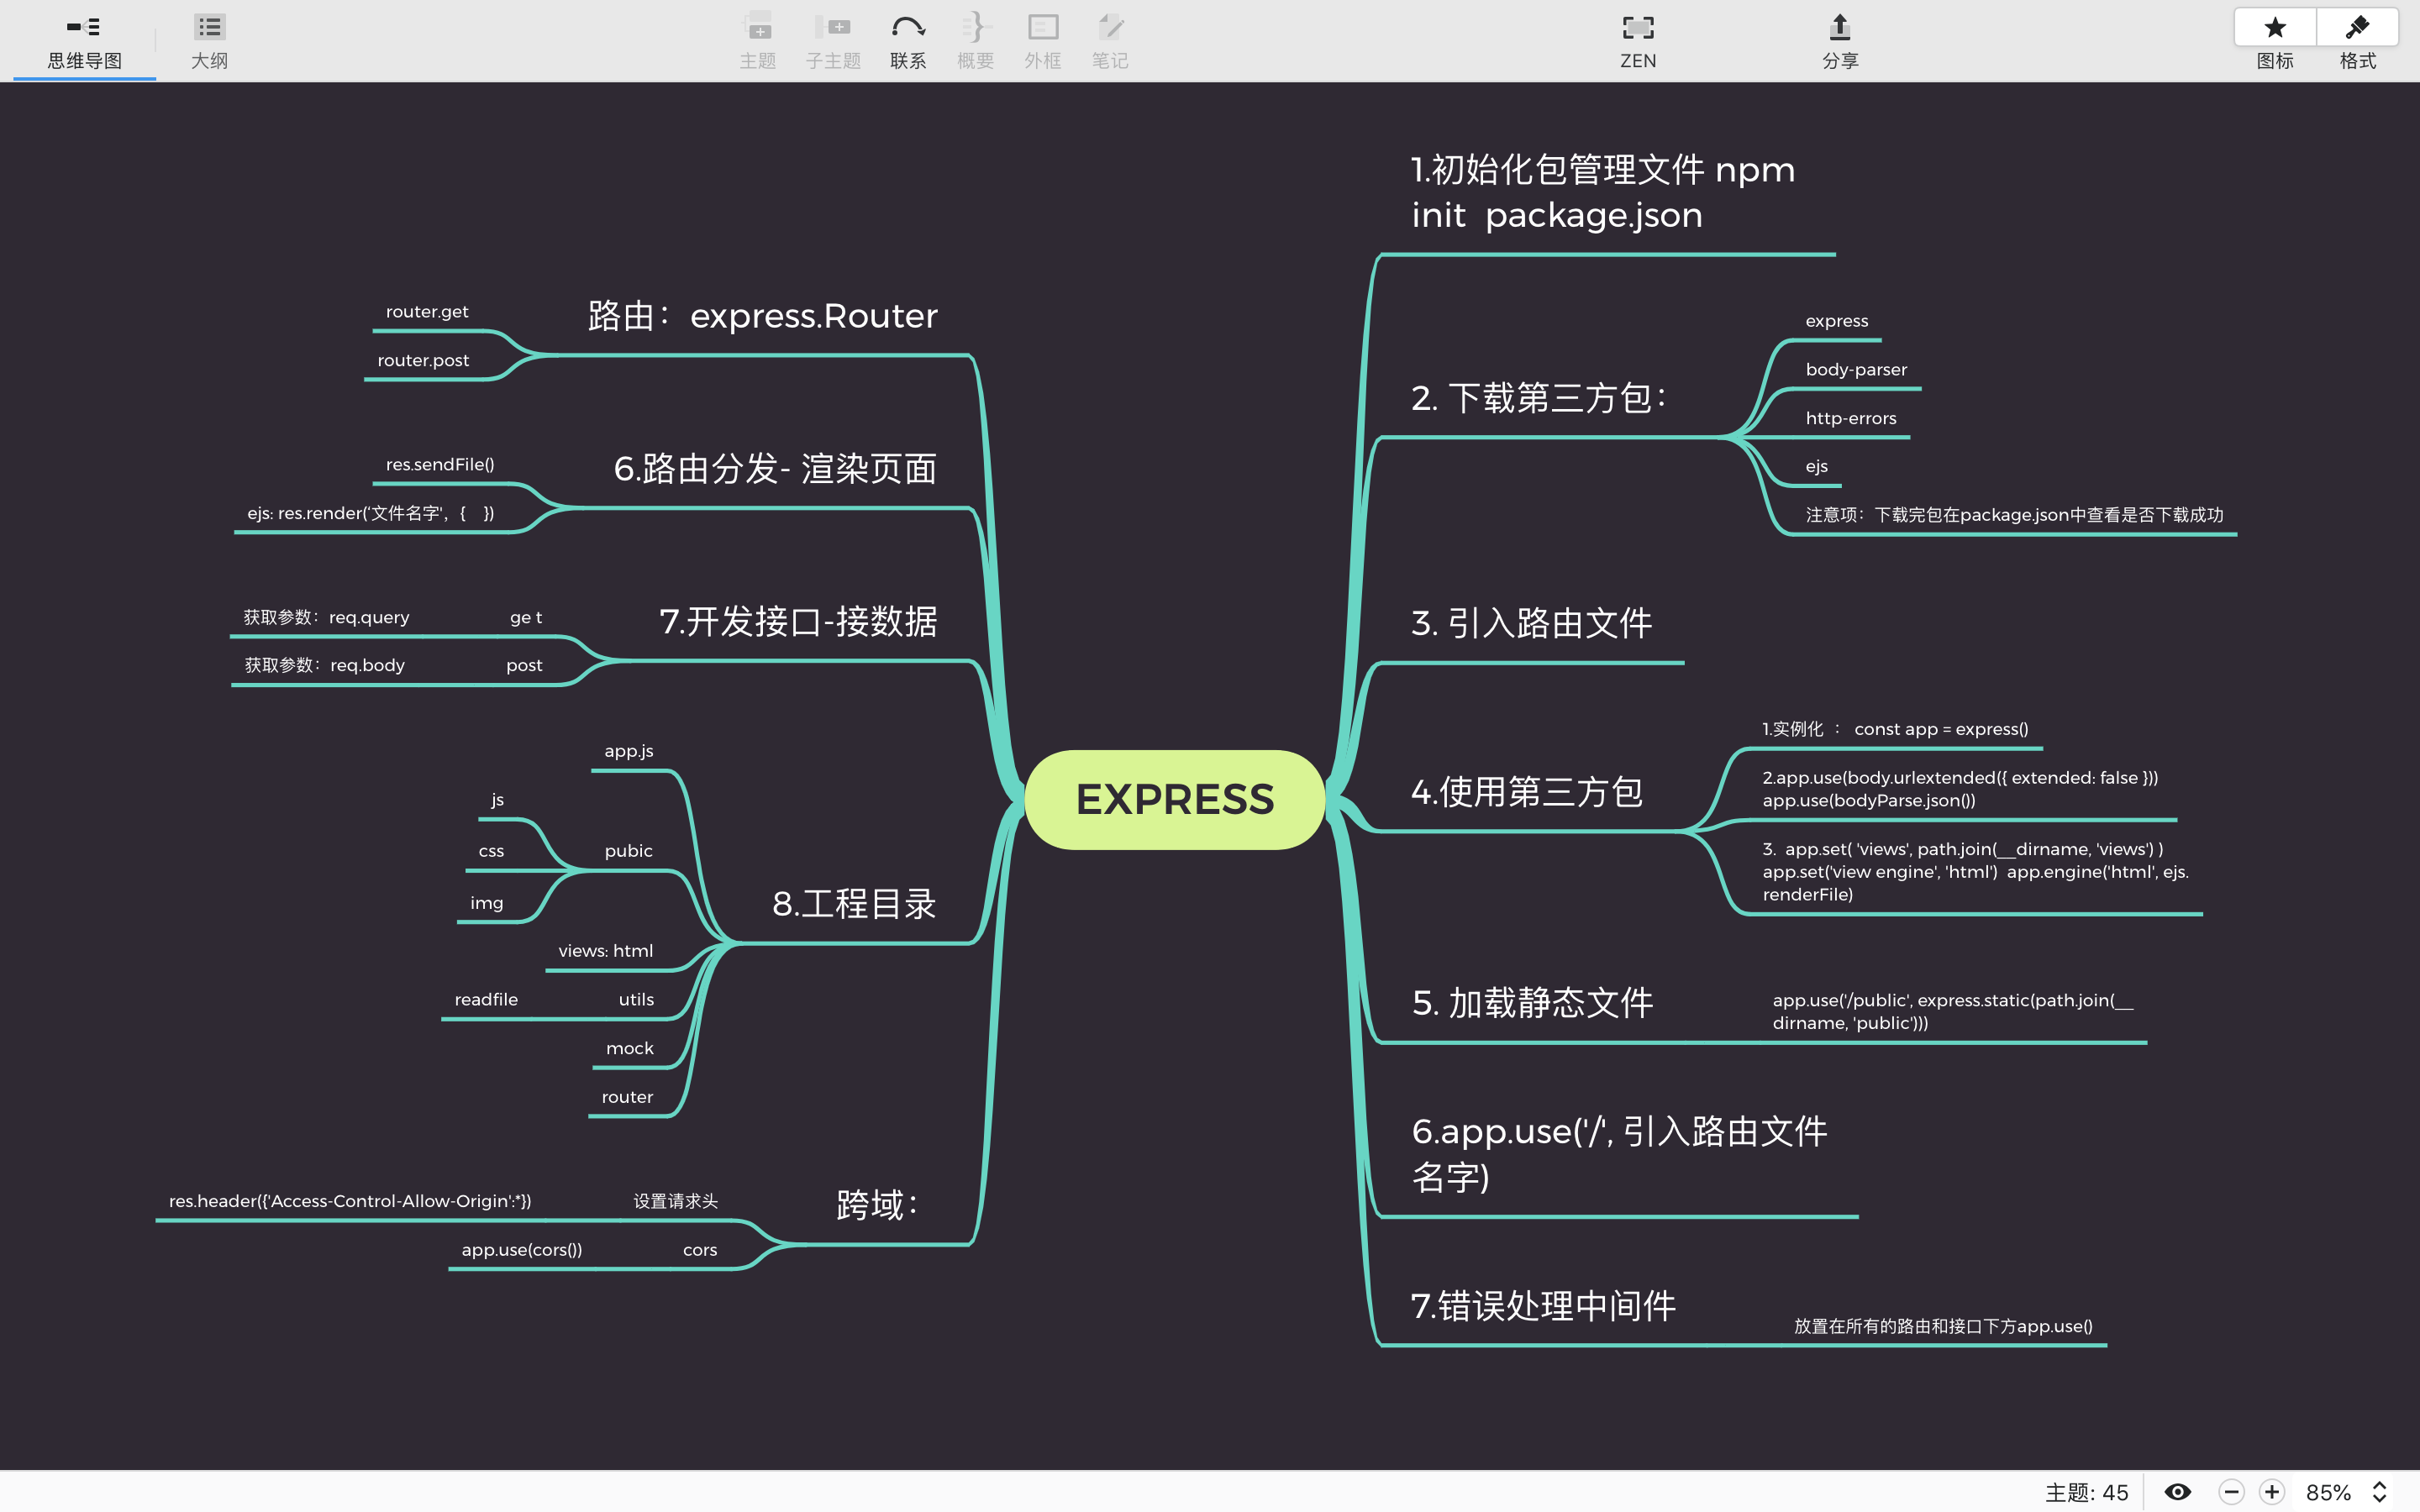 思维导图
大纲
主题
子主题
联系
概要
外框
笔记
ZEN
分享
图标
格式
1.初始化包管理文件 npm
init  package.json
2. 下载第三方包：
express
body-parser
http-errors
ejs
注意项：下载完包在package.json中查看是否下载成功
3. 引入路由文件
4.使用第三方包
1.实例化 ： const app = express()
2.app.use(body.urlextended({ extended: false }))
app.use(bodyParse.json())
3.  app.set( 'views', path.join(__dirname, 'views') )
app.set('view engine', 'html')  app.engine('html', ejs.
renderFile)
5. 加载静态文件
app.use('/public', express.static(path.join(__
dirname, 'public')))
6.app.use('/', 引入路由文件
名字)
7.错误处理中间件
放置在所有的路由和接口下方app.use()
EXPRESS
路由：express.Router
router.get
router.post
6.路由分发- 渲染页面
res.sendFile()
ejs: res.render('文件名字',  {    })
7.开发接口-接数据
ge t
获取参数：req.query
post
获取参数：req.body
8.工程目录
app.js
pubic
js
css
img
views: html
utils
readfile
mock
router
跨域：
设置请求头
res.header({'Access-Control-Allow-Origin':*})
cors
app.use(cors())
主题: 45
85%